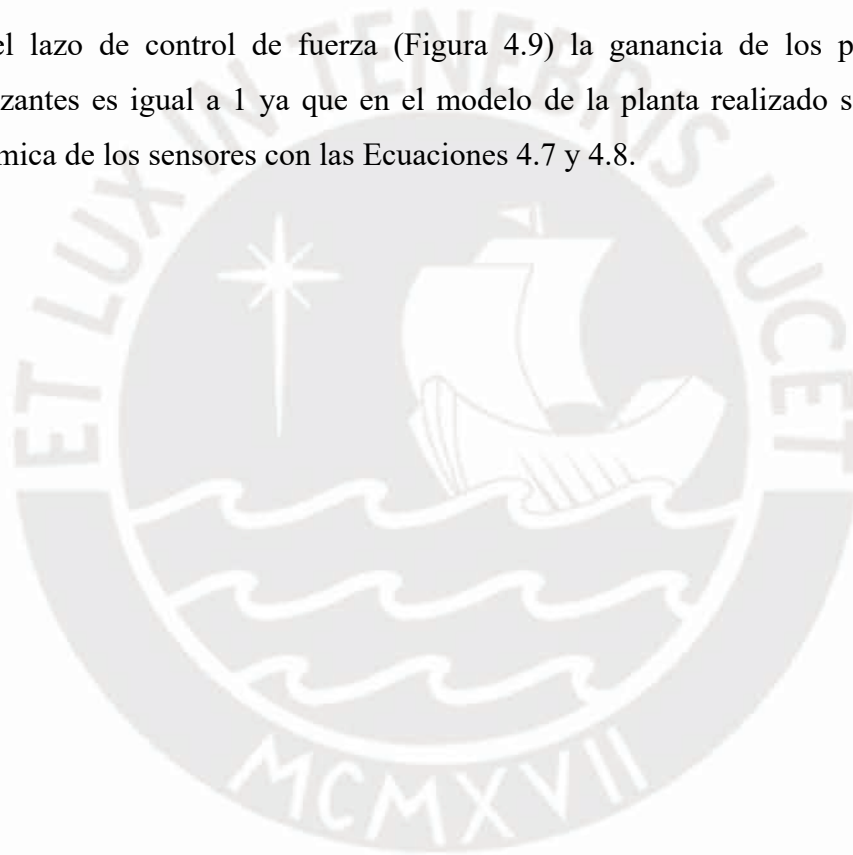 el lazo de control de fuerza (Figura 4.9) la ganancia de los p
zantes es igual a 1 ya que en el modelo de la planta realizado s
mica de los sensores con las Ecuaciones 4.7 y 4.8.
ET LUX IN TENEBRIS LUCET
MCMXVII